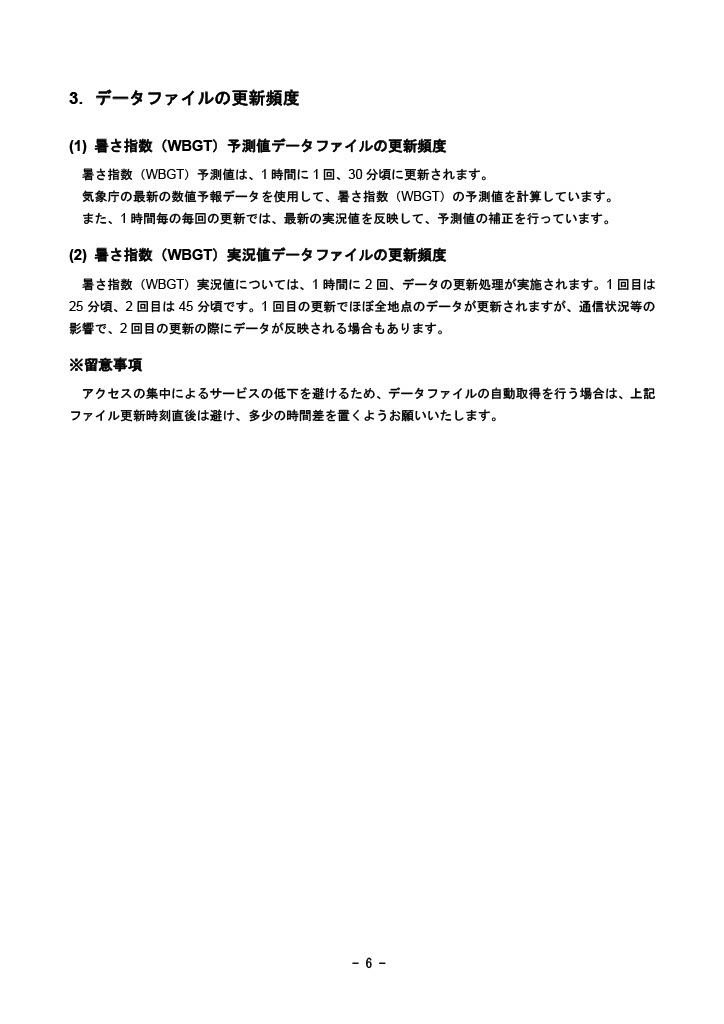 3. データファイルの更新頻度
(1) 暑さ指数（WBGT）予測値データファイルの更新頻度
暑さ指数（WBGT）予測値は、1 時間に 1 回、30 分頃に更新されます。
気象庁の最新の数値予報データを使用して、暑さ指数（WBGT）の予測値を計算しています。
また、1 時間毎の毎回の更新では、最新の実況値を反映して、予測値の補正を行っています。
(2) 暑さ指数（WBGT）実況値データファイルの更新頻度
暑さ指数（WBGT）実況値については、1 時間に 2 回、データの更新処理が実施されます。1 回目は
25 分頃、2 回目は 45 分頃です。1 回目の更新でほぼ全地点のデータが更新されますが、通信状況等の
影響で、2 回目の更新の際にデータが反映される場合もあります。
※留意事項
アクセスの集中によるサービスの低下を避けるため、データファイルの自動取得を行う場合は、上記
ファイル更新時刻直後は避け、多少の時間差を置くようお願いいたします。
- 6 -